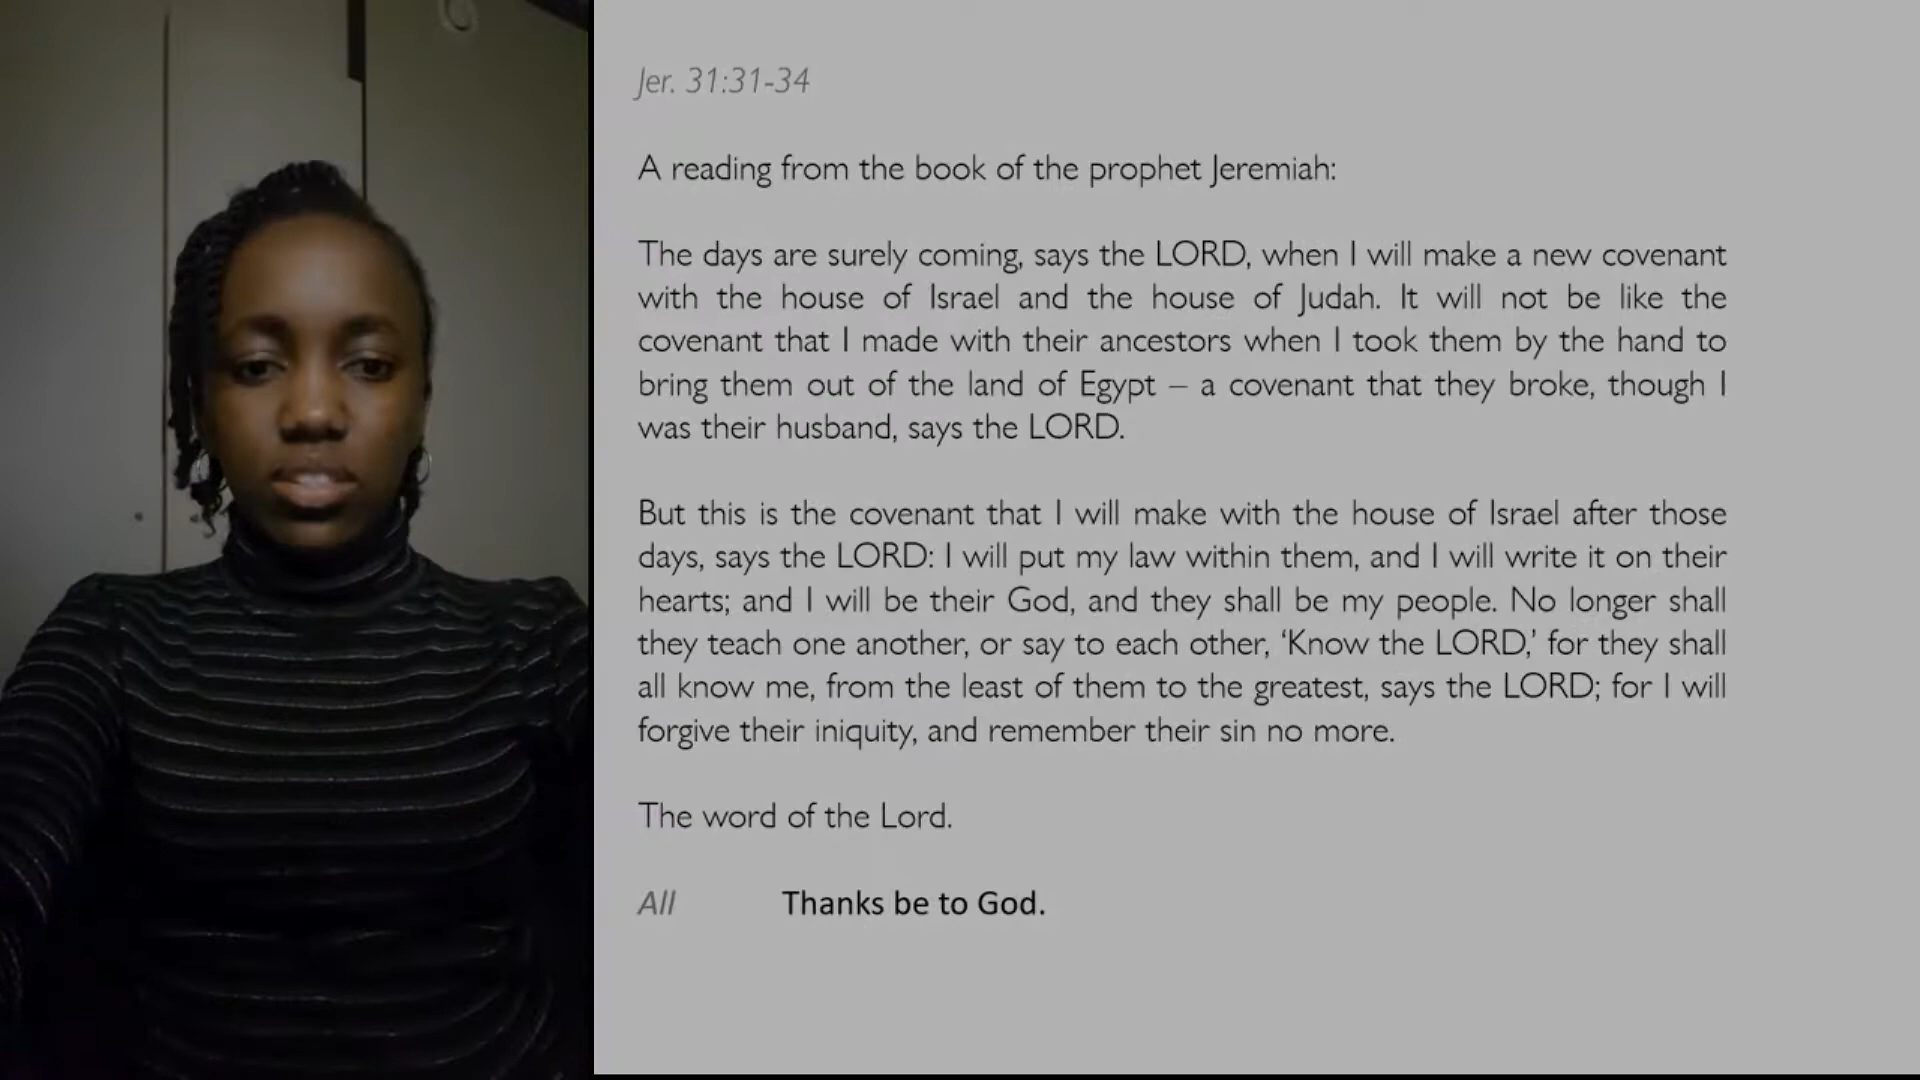 Jer. 31:31-34
A reading from the book of the prophet Jeremiah:
The days are surely coming, says the LORD, when I will make a new covenant
with the house of Israel and the house of Judah. It will not be like the
covenant that I made with their ancestors when I took them by the hand to
bring them out of the land of Egypt – a covenant that they broke, though I
was their husband, says the LORD.
But this is the covenant that I will make with the house of Israel after those
days, says the LORD: I will put my law within them, and I will write it on their
hearts; and I will be their God, and they shall be my people. No longer shall
they teach one another, or say to each other, ‘Know the LORD,’ for they shall
all know me, from the least of them to the greatest, says the LORD; for I will
forgive their iniquity, and remember their sin no more.
The word of the Lord.
All Thanks be to God.